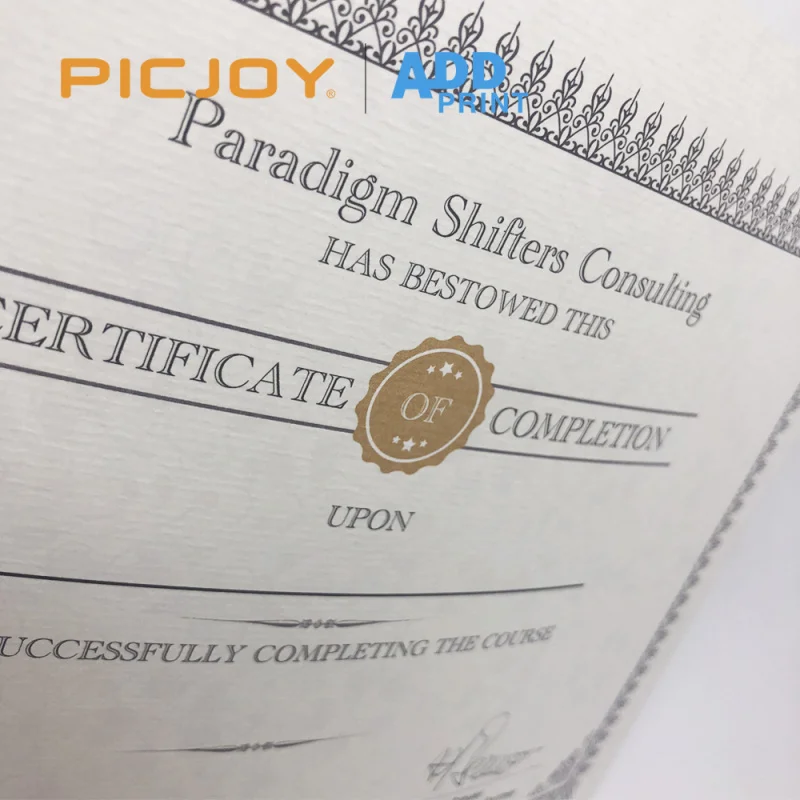 PICJOY®
ADD
PRINT
Paradigm Shifters Consulting
HAS BESTOWED THIS
CERTIFICATE OF COMPLETION
UPON
UCCESSFULLY COMPLETING THE COURSE